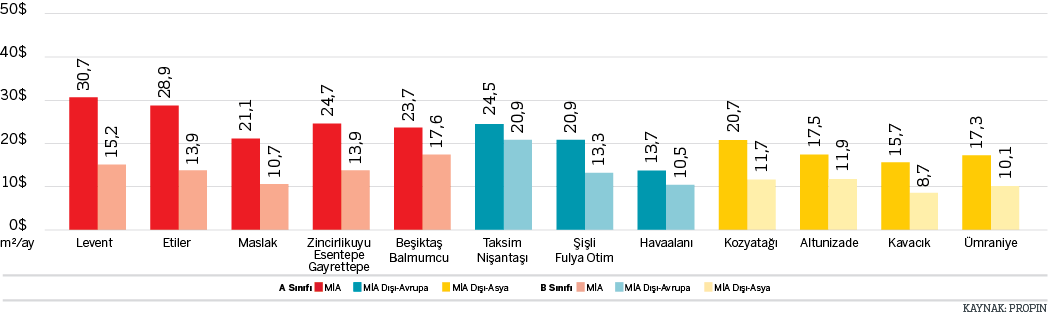 50$
40$
30$
20$
10$
0$
m²/ay
30,7
15,2
28,9
13,9
21,1
10,7
24,7
13,9
23,7
17,6
24,5
20,9
20,9
13,3
13,7
10,5
20,7
11,7
17,5
11,9
15,7
8,7
17,3
10,1
Levent
Etiler
Maslak
Zincirlikuyu
Esentepe
Gayrettepe
Beşiktaş
Balmumcu
Taksim
Nişantaşı
Şişli
Fulya Otim
Havaalanı
Kozyatağı
Altunizade
Kavacık
Ümraniye
A Sınıfı MİA MİA Dışı-Avrupa MİA Dışı-Asya B Sınıfı MİA MİA Dışı-Avrupa MİA Dışı-Asya
KAYNAK: PROPIN